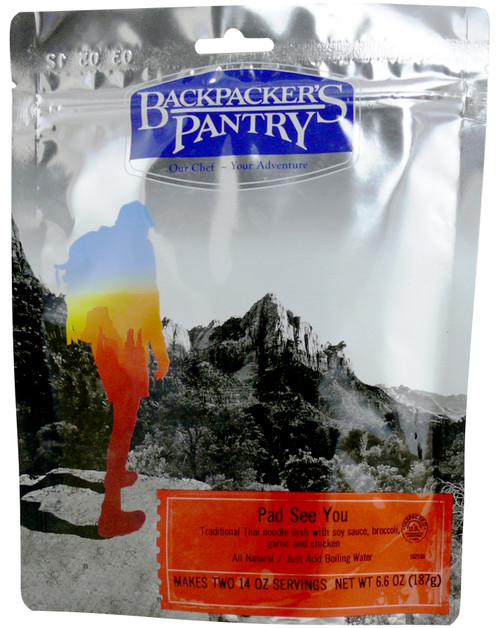 BACKPACKER'S
PANTRY
Our Chef ~ Your Adventure
Pad See You
Traditional Thai noodle dish with soy sauce, broccoli,
garlic and chicken
All Natural / Just Add Boiling Water
MAKES TWO 14 OZ SERVINGS NET WT 6.6 OZ (187g)